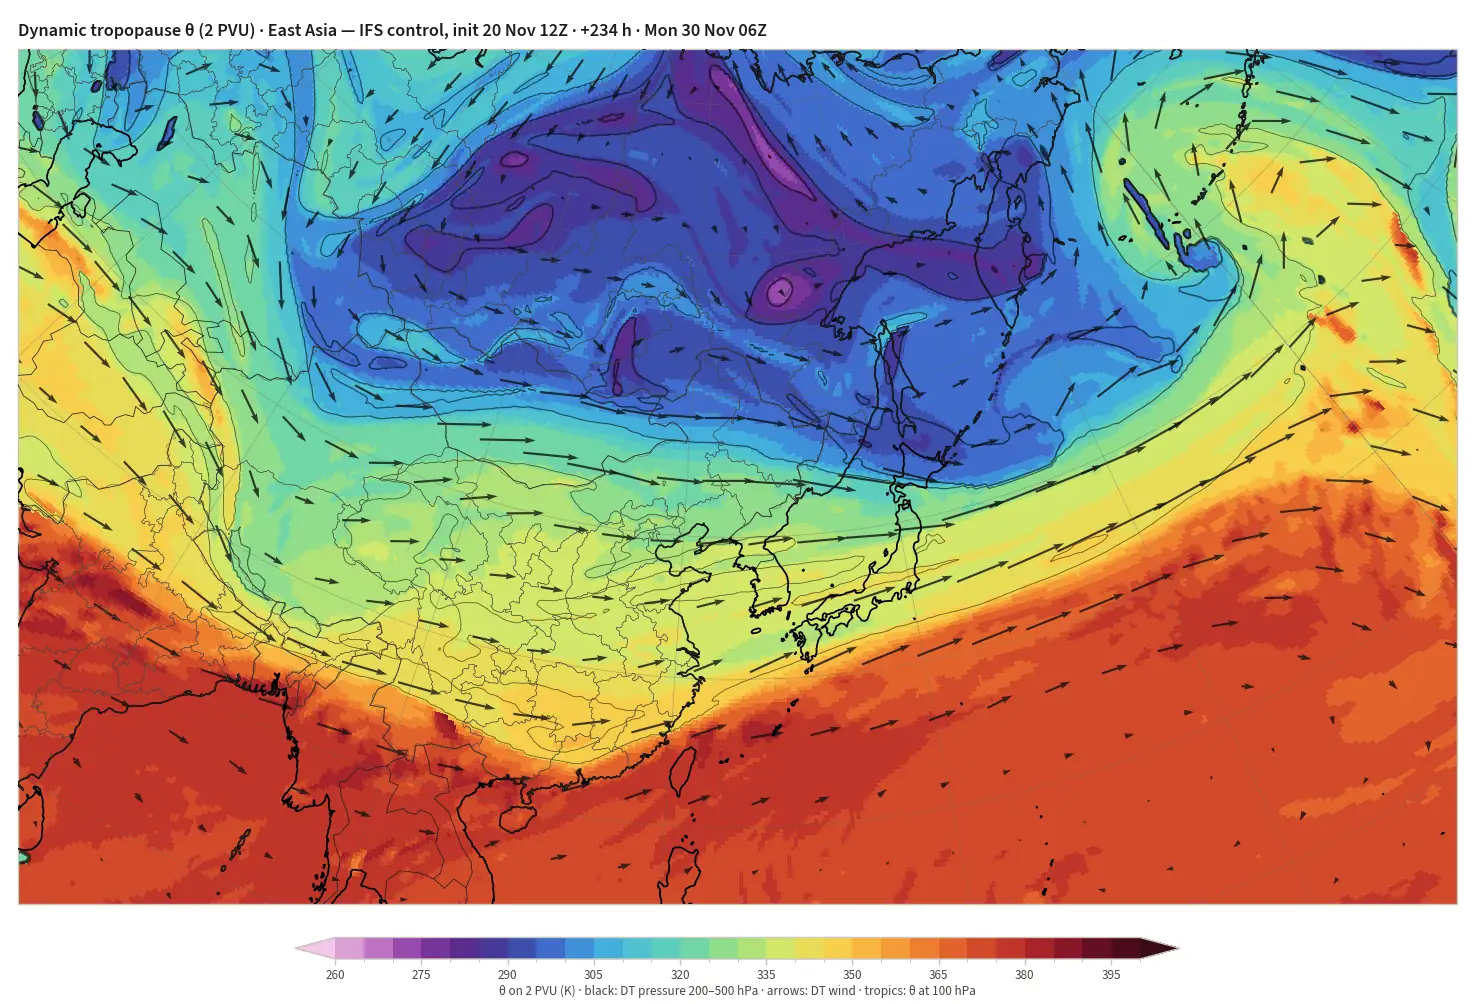 Dynamic tropopause θ (2 PVU) · East Asia — IFS control, init 20 Nov 12Z · +234 h · Mon 30 Nov 06Z
260 275 290 305 320 335 350 365 380 395
θ on 2 PVU (K) · black: DT pressure 200–500 hPa · arrows: DT wind · tropics: θ at 100 hPa